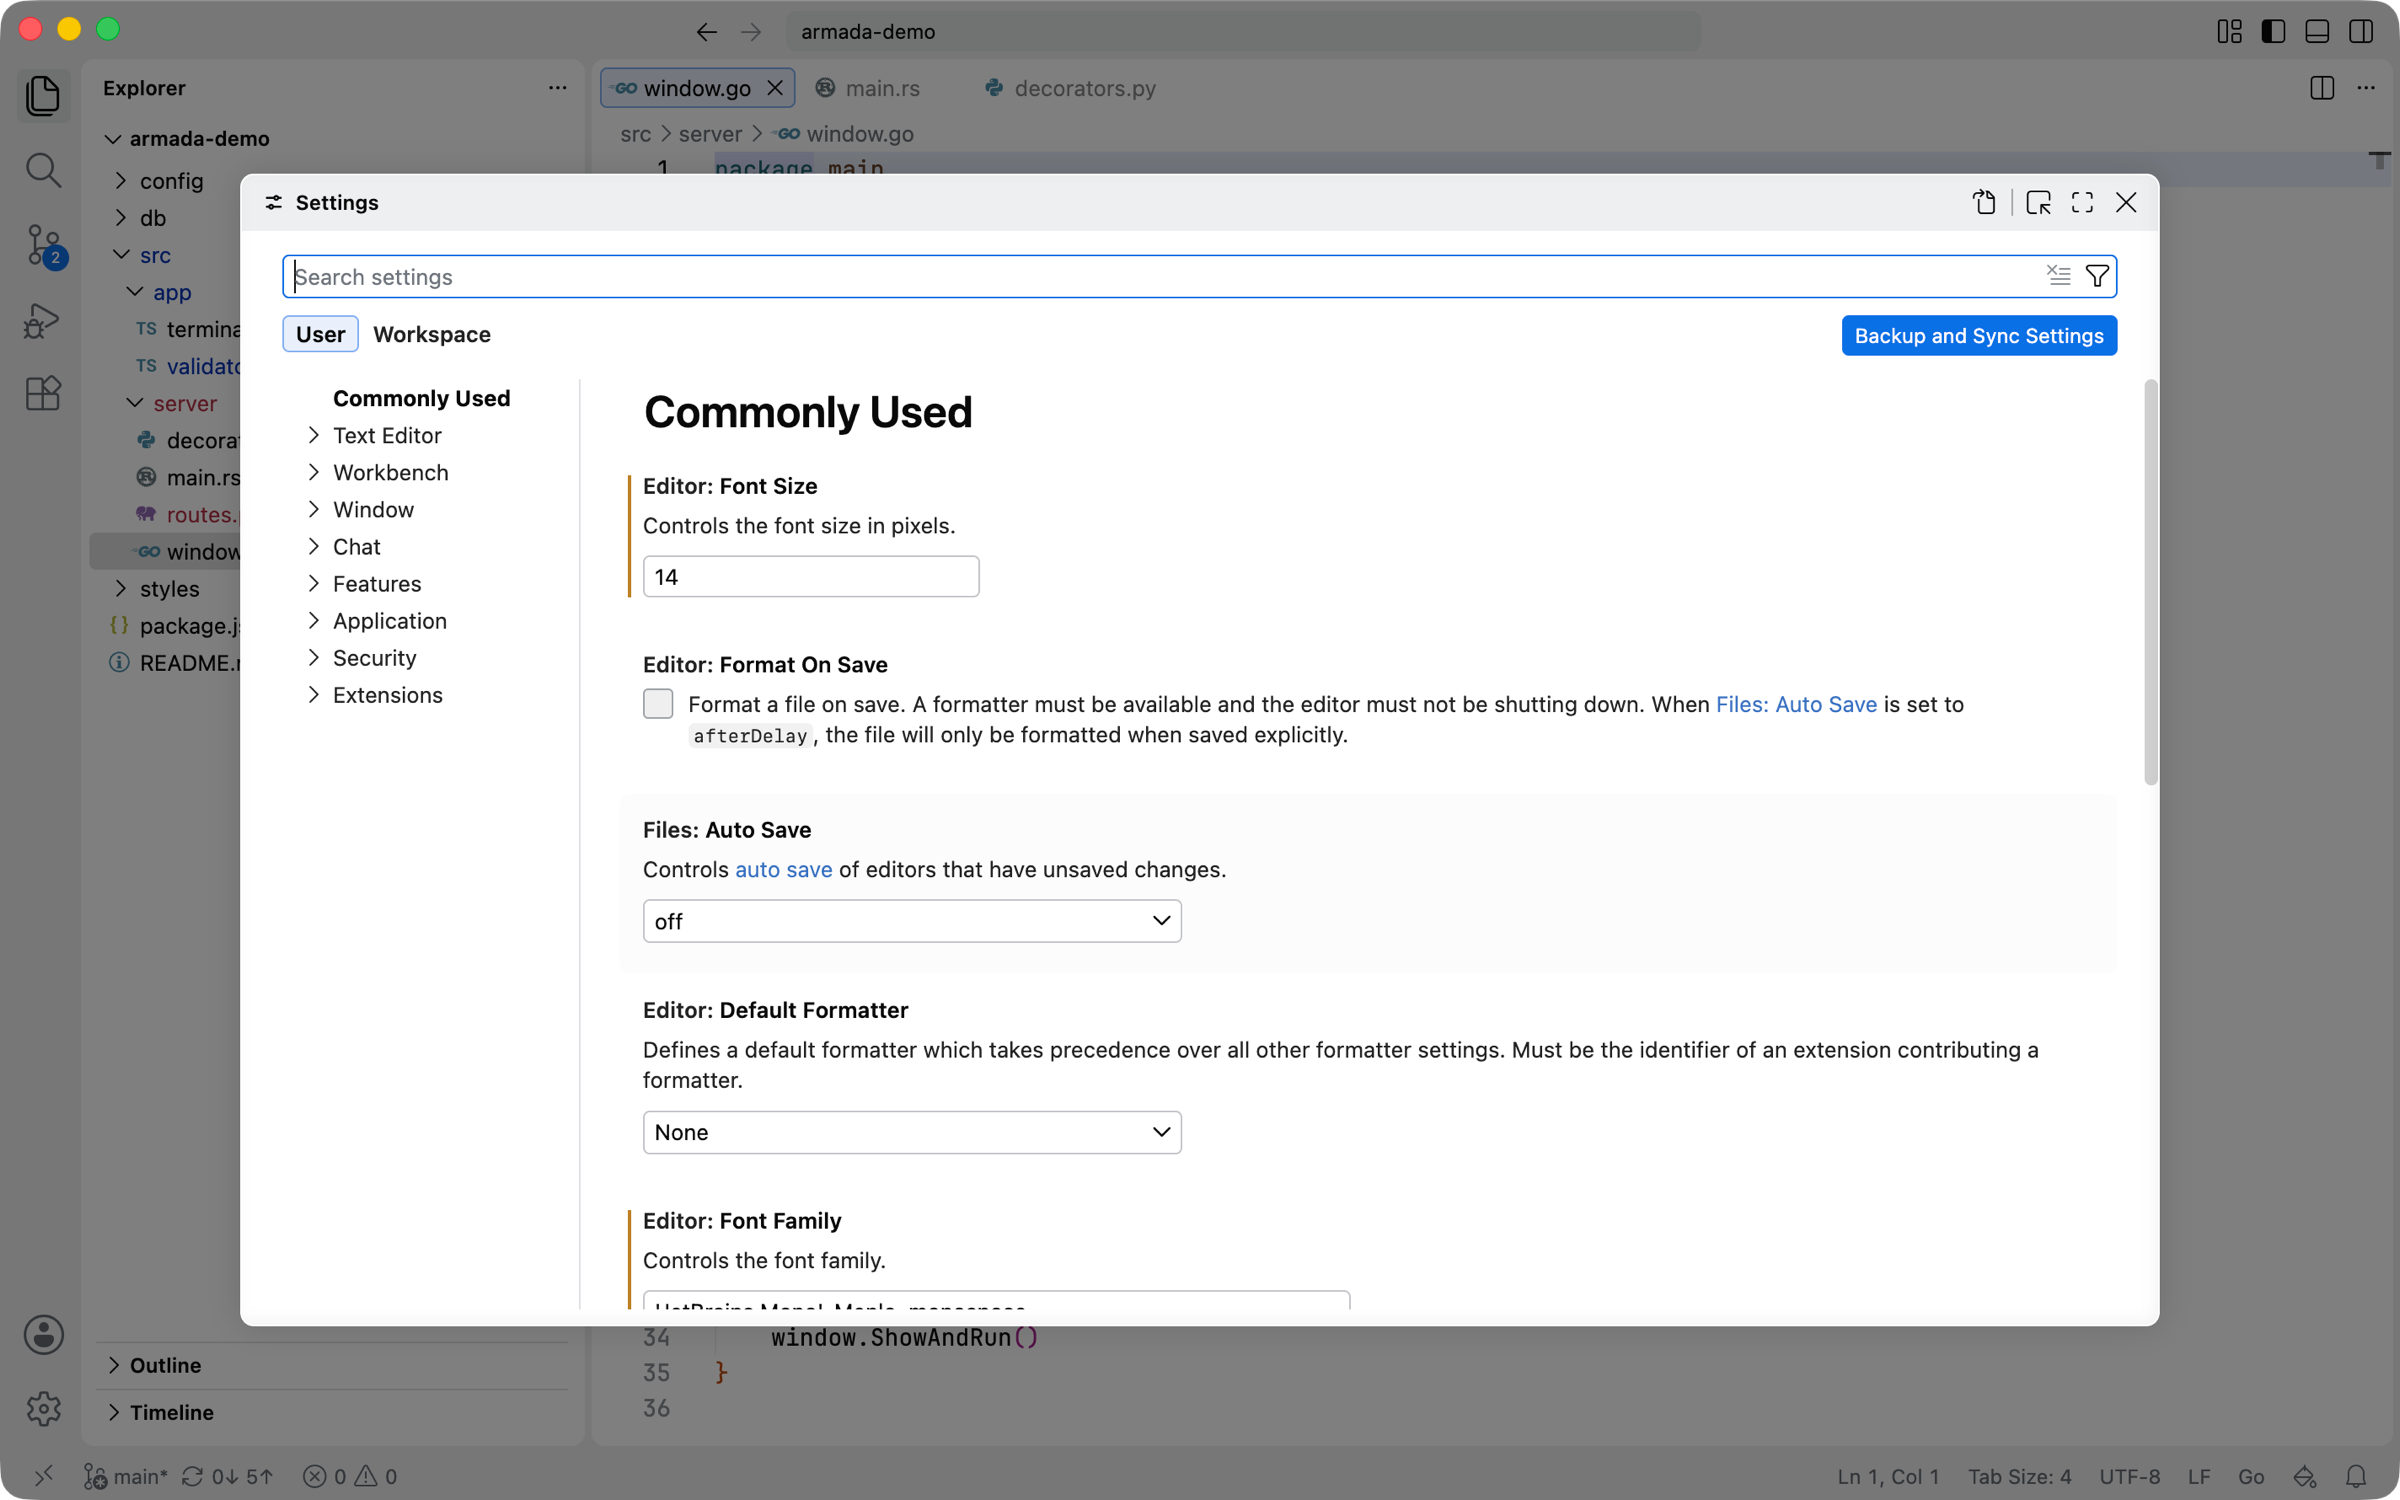 armada-demo
Explorer
window.go
main.rs
decorators.py
armada-demo
src
server
window.go
config
1
package main
db
src
app
TS
TS
server
main.rs
styles
Settings
Search settings
User
Workspace
Backup and Sync Settings
Commonly Used
Text Editor
Workbench
Window
Chat
Features
Application
Security
Extensions
Commonly Used
Editor: Font Size
Controls the font size in pixels.
14
Editor: Format On Save
Format a file on save. A formatter must be available and the editor must not be shutting down. When Files: Auto Save is set to
afterDelay, the file will only be formatted when saved explicitly.
Files: Auto Save
Controls auto save of editors that have unsaved changes.
off
Editor: Default Formatter
Defines a default formatter which takes precedence over all other formatter settings. Must be the identifier of an extension contributing a
formatter.
None
Editor: Font Family
Controls the font family.
34
window.ShowAndRun()
35
}
36
2
Outline
Timeline
main*
0↓ 5↑
0
0
Ln 1, Col 1
Tab Size: 4
UTF-8
LF
Go